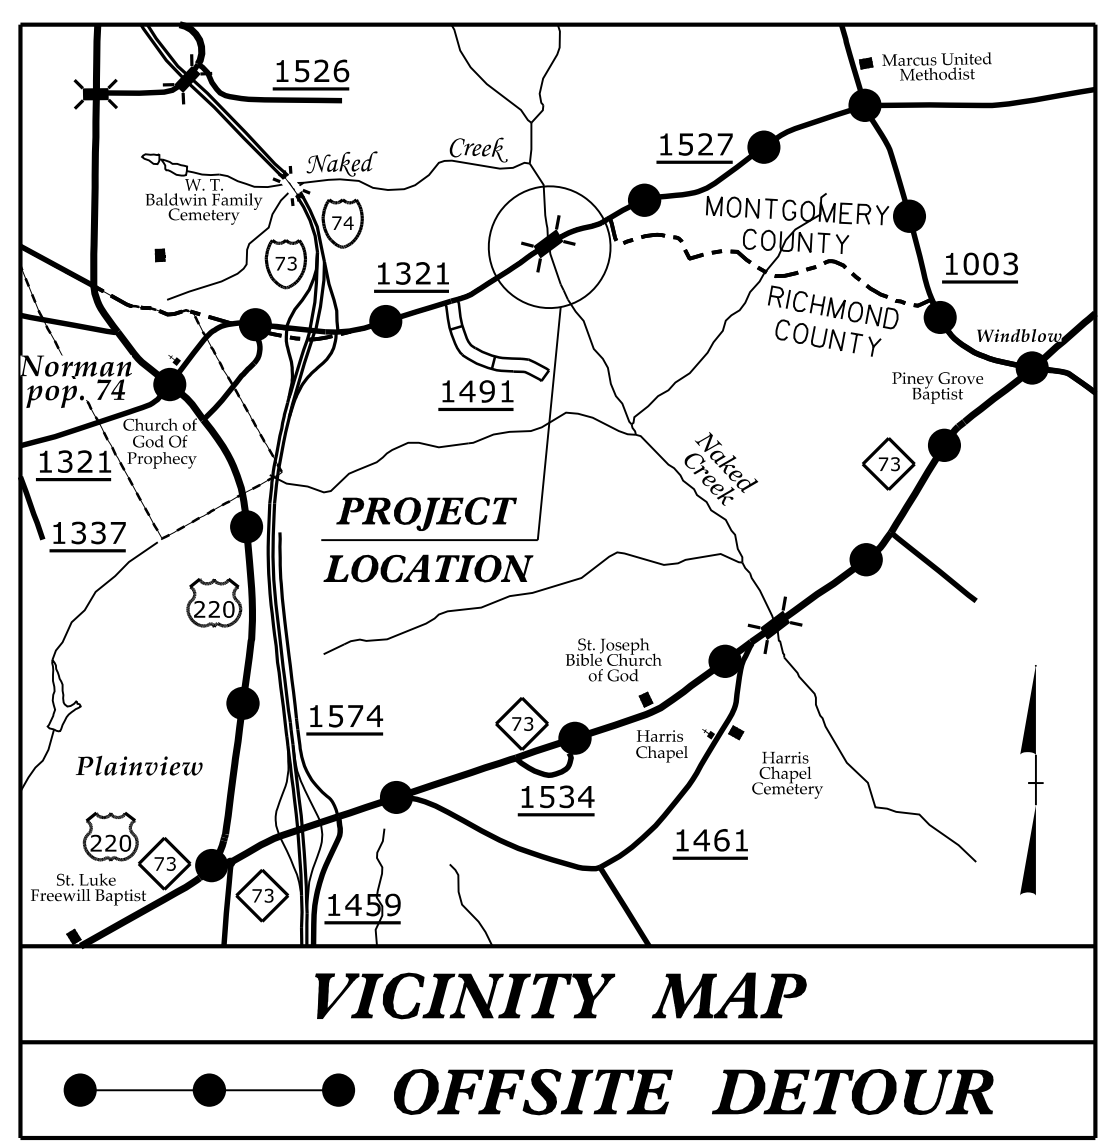 1526
Marcus United
Methodist
1527
Naked
Creek
W. T.
Baldwin Family
Cemetery
74
73
MONTGOMERY
COUNTY
1003
1321
RICHMOND
COUNTY
Windblow
Norman
pop. 74
Piney Grove
Baptist
1491
Church of
God Of
Prophecy
1321
Naked
Creek
73
1337
PROJECT
LOCATION
220
St. Joseph
Bible Church
of God
1574
73
Harris
Chapel
Harris
Chapel
Cemetery
Plainview
1534
220
73
1461
St. Luke
Freewill Baptist
73
1459
VICINITY MAP
OFFSITE DETOUR